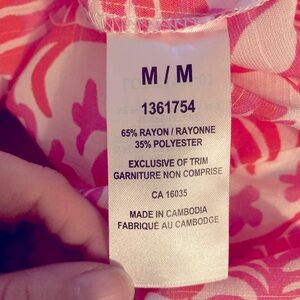 M / M
1361754
65% RAYON / RAYONNE
35% POLYESTER
EXCLUSIVE OF TRIM
GARNITURE NON COMPRISE
CA 16035
MADE IN CAMBODIA
FABRIQUÉ AU CAMBODGE